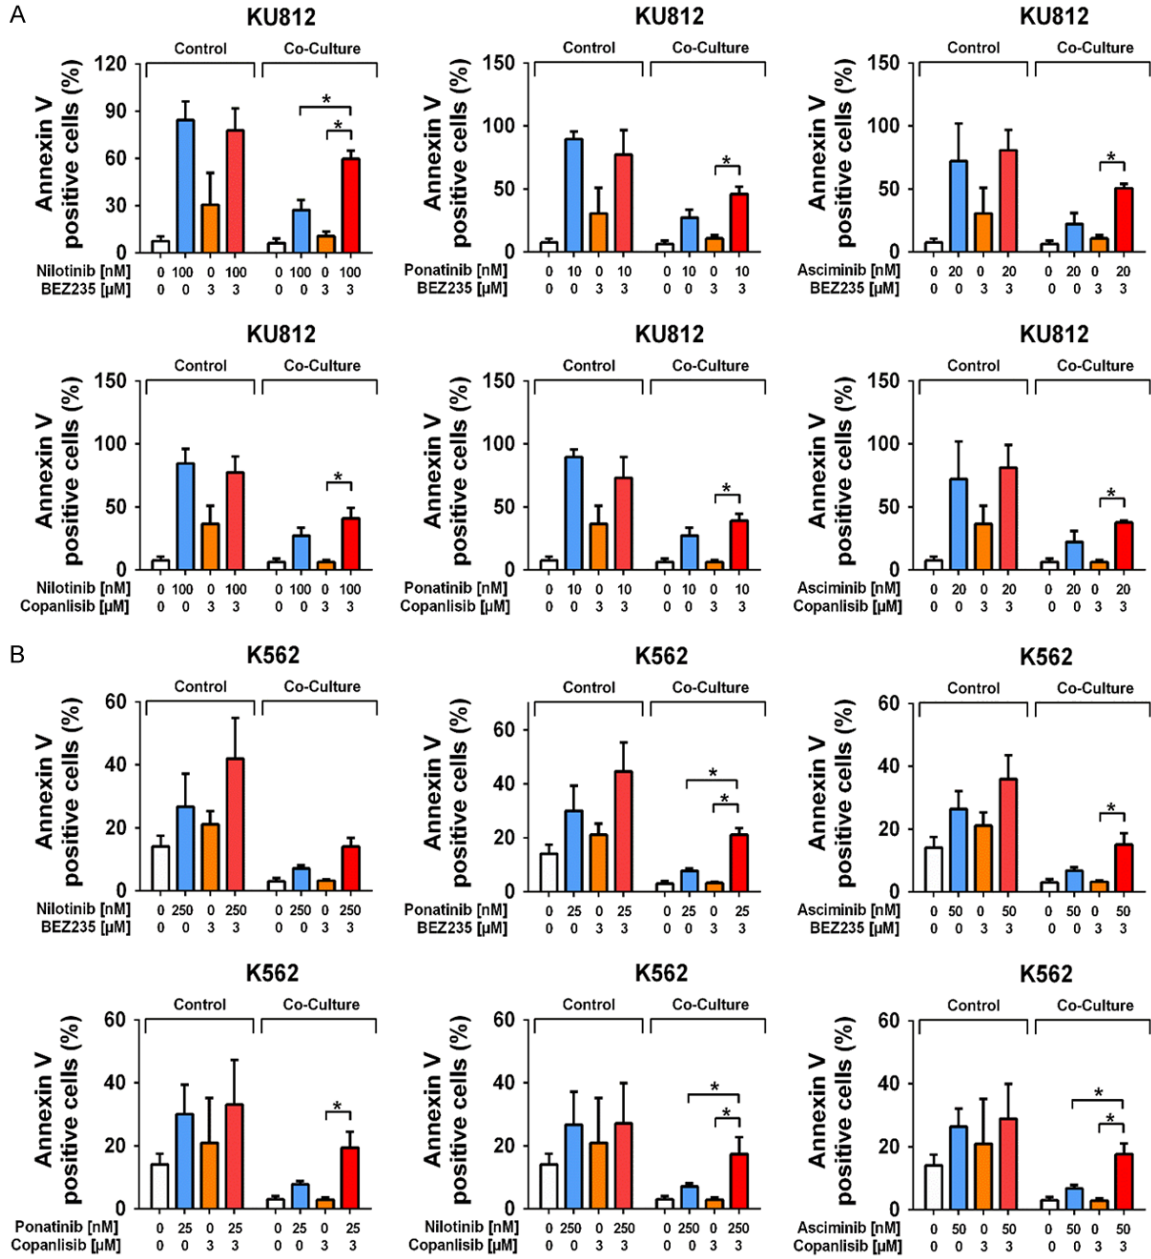 A
KU812 KU812 KU812
Control Co-Culture Control Co-Culture Control Co-Culture
Annexin V positive cells (%) Annexin V positive cells (%) Annexin V positive cells (%)
120 150 150
90 100 100
60 50 50
30 0 0
0
* * * *
Nilotinib [nM] 0 100 0 100 0 100 0 100 Ponatinib [nM] 0 10 0 10 0 10 0 10 Asciminib [nM] 0 20 0 20 0 20 0 20
BEZ235 [µM] 0 0 3 3 0 0 3 3 BEZ235 [µM] 0 0 3 3 0 0 3 3 BEZ235 [µM] 0 0 3 3 0 0 3 3
KU812 KU812 KU812
Control Co-Culture Control Co-Culture Control Co-Culture
Annexin V positive cells (%) Annexin V positive cells (%) Annexin V positive cells (%)
150 150 150
100 100 100
50 50 50
0 0 0
* * *
Nilotinib [nM] 0 100 0 100 0 100 0 100 Ponatinib [nM] 0 10 0 10 0 10 0 10 Asciminib [nM] 0 20 0 20 0 20 0 20
Copanlisib [µM] 0 0 3 3 0 0 3 3 Copanlisib [µM] 0 0 3 3 0 0 3 3 Copanlisib [µM] 0 0 3 3 0 0 3 3
B
K562 K562 K562
Control Co-Culture Control Co-Culture Control Co-Culture
Annexin V positive cells (%) Annexin V positive cells (%) Annexin V positive cells (%)
60 60 60
40 40 40
20 20 20
0 0 0
* * *
Nilotinib [nM] 0 250 0 250 0 250 0 250 Ponatinib [nM] 0 25 0 25 0 25 0 25 Asciminib [nM] 0 50 0 50 0 50 0 50
BEZ235 [µM] 0 0 3 3 0 0 3 3 BEZ235 [µM] 0 0 3 3 0 0 3 3 BEZ235 [µM] 0 0 3 3 0 0 3 3
K562 K562 K562
Control Co-Culture Control Co-Culture Control Co-Culture
Annexin V positive cells (%) Annexin V positive cells (%) Annexin V positive cells (%)
60 60 60
40 40 40
20 20 20
0 0 0
* * * * *
Ponatinib [nM] 0 25 0 25 0 25 0 25 Nilotinib [nM] 0 250 0 250 0 250 0 250 Asciminib [nM] 0 50 0 50 0 50 0 50
Copanlisib [µM] 0 0 3 3 0 0 3 3 Copanlisib [µM] 0 0 3 3 0 0 3 3 Copanlisib [µM] 0 0 3 3 0 0 3 3